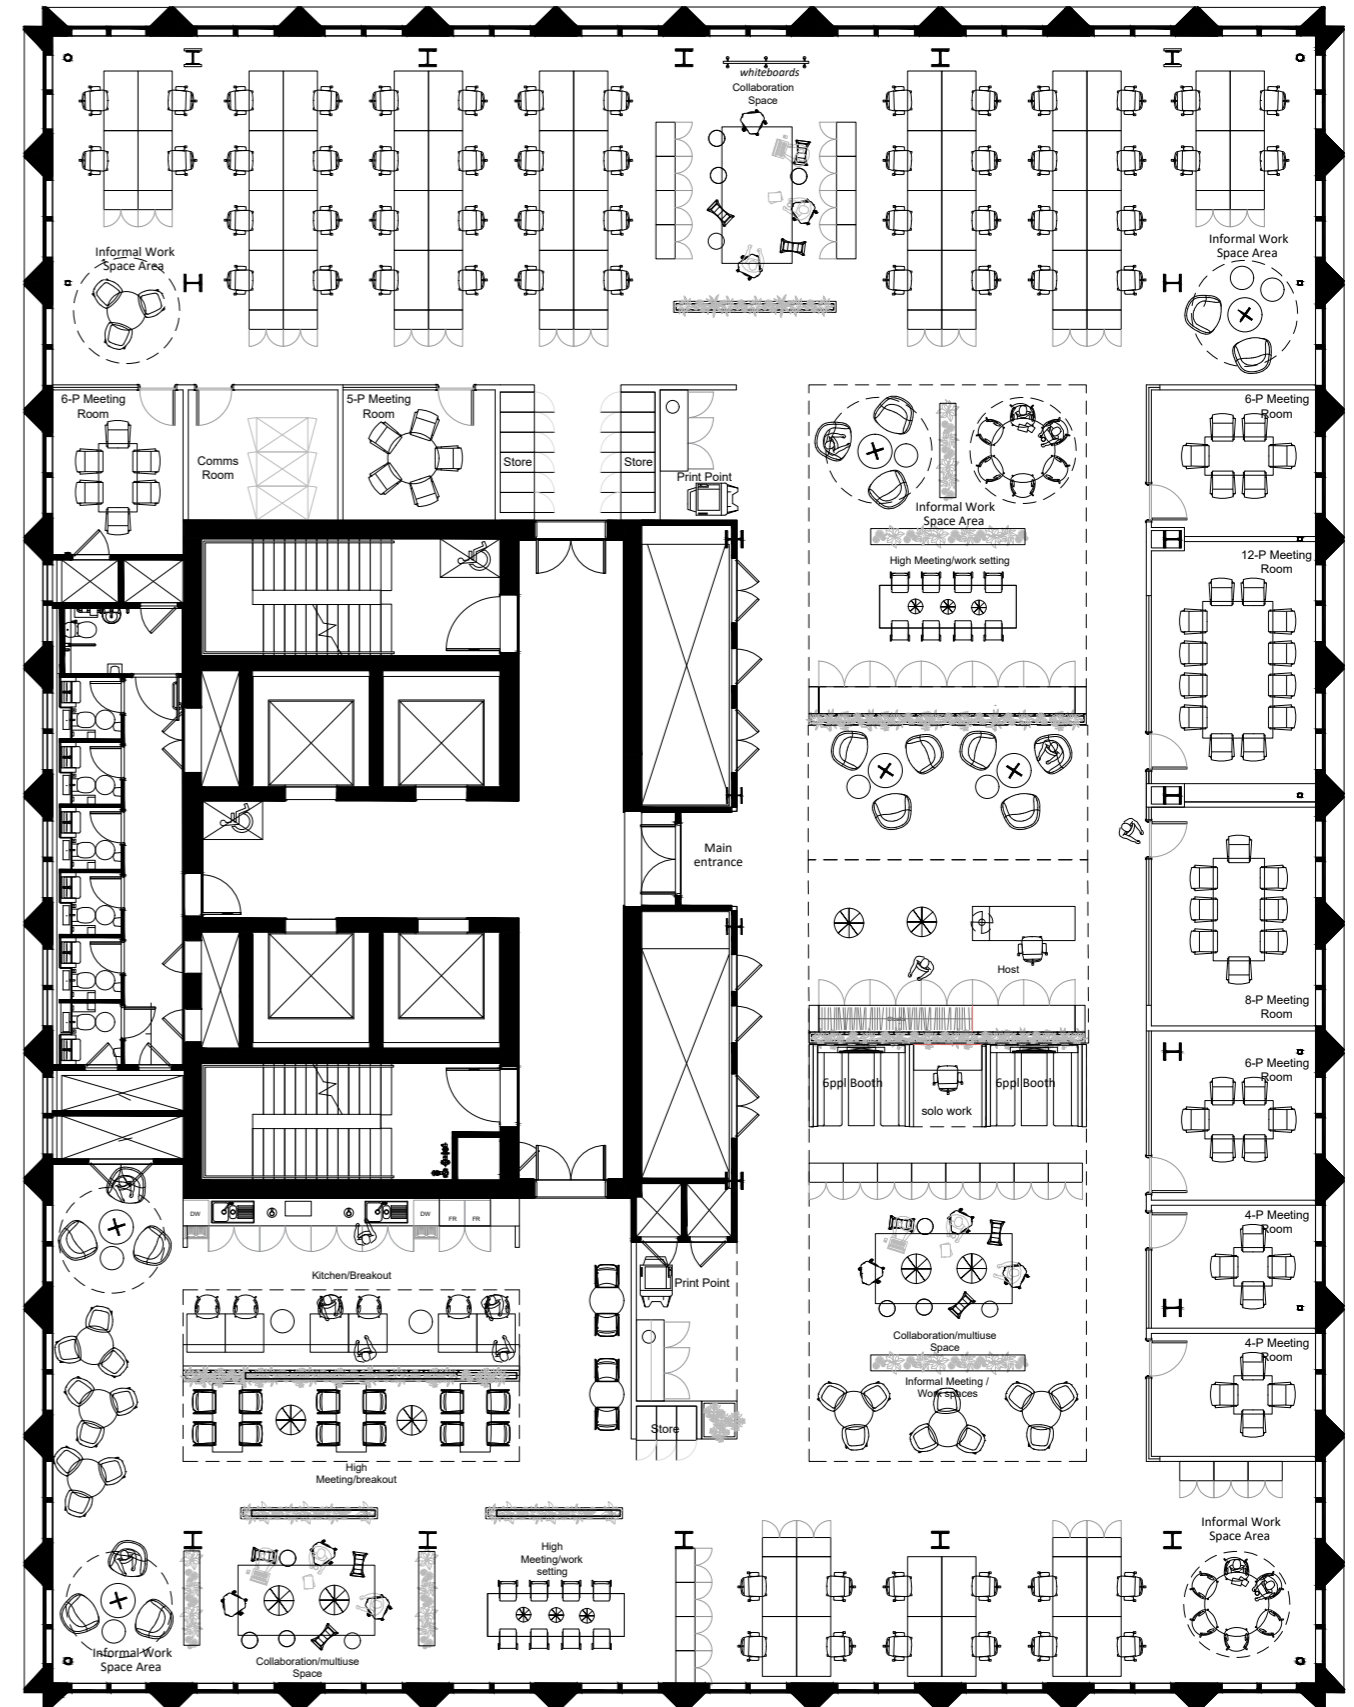 whiteboards
Collaboration
Space
Informal Work
Space Area
Informal Work
Space Area
6-P Meeting
Room
Comms
Room
5-P Meeting
Room
Store
Store
Print Point
Informal Work
Space Area
High Meeting/work setting
6-P Meeting
Room
12-P Meeting
Room
Main
entrance
Host
8-P Meeting
Room
6ppl Booth
solo work
6ppl Booth
6-P Meeting
Room
DW
DW
FR
FR
Kitchen/Breakout
Print Point
4-P Meeting
Room
Collaboration/multiuse
Space
4-P Meeting
Room
Informal Meeting /
Work spaces
Store
High
Meeting/breakout
High
Meeting/work
setting
Informal Work
Space Area
Informal Work
Space Area
Collaboration/multiuse
Space